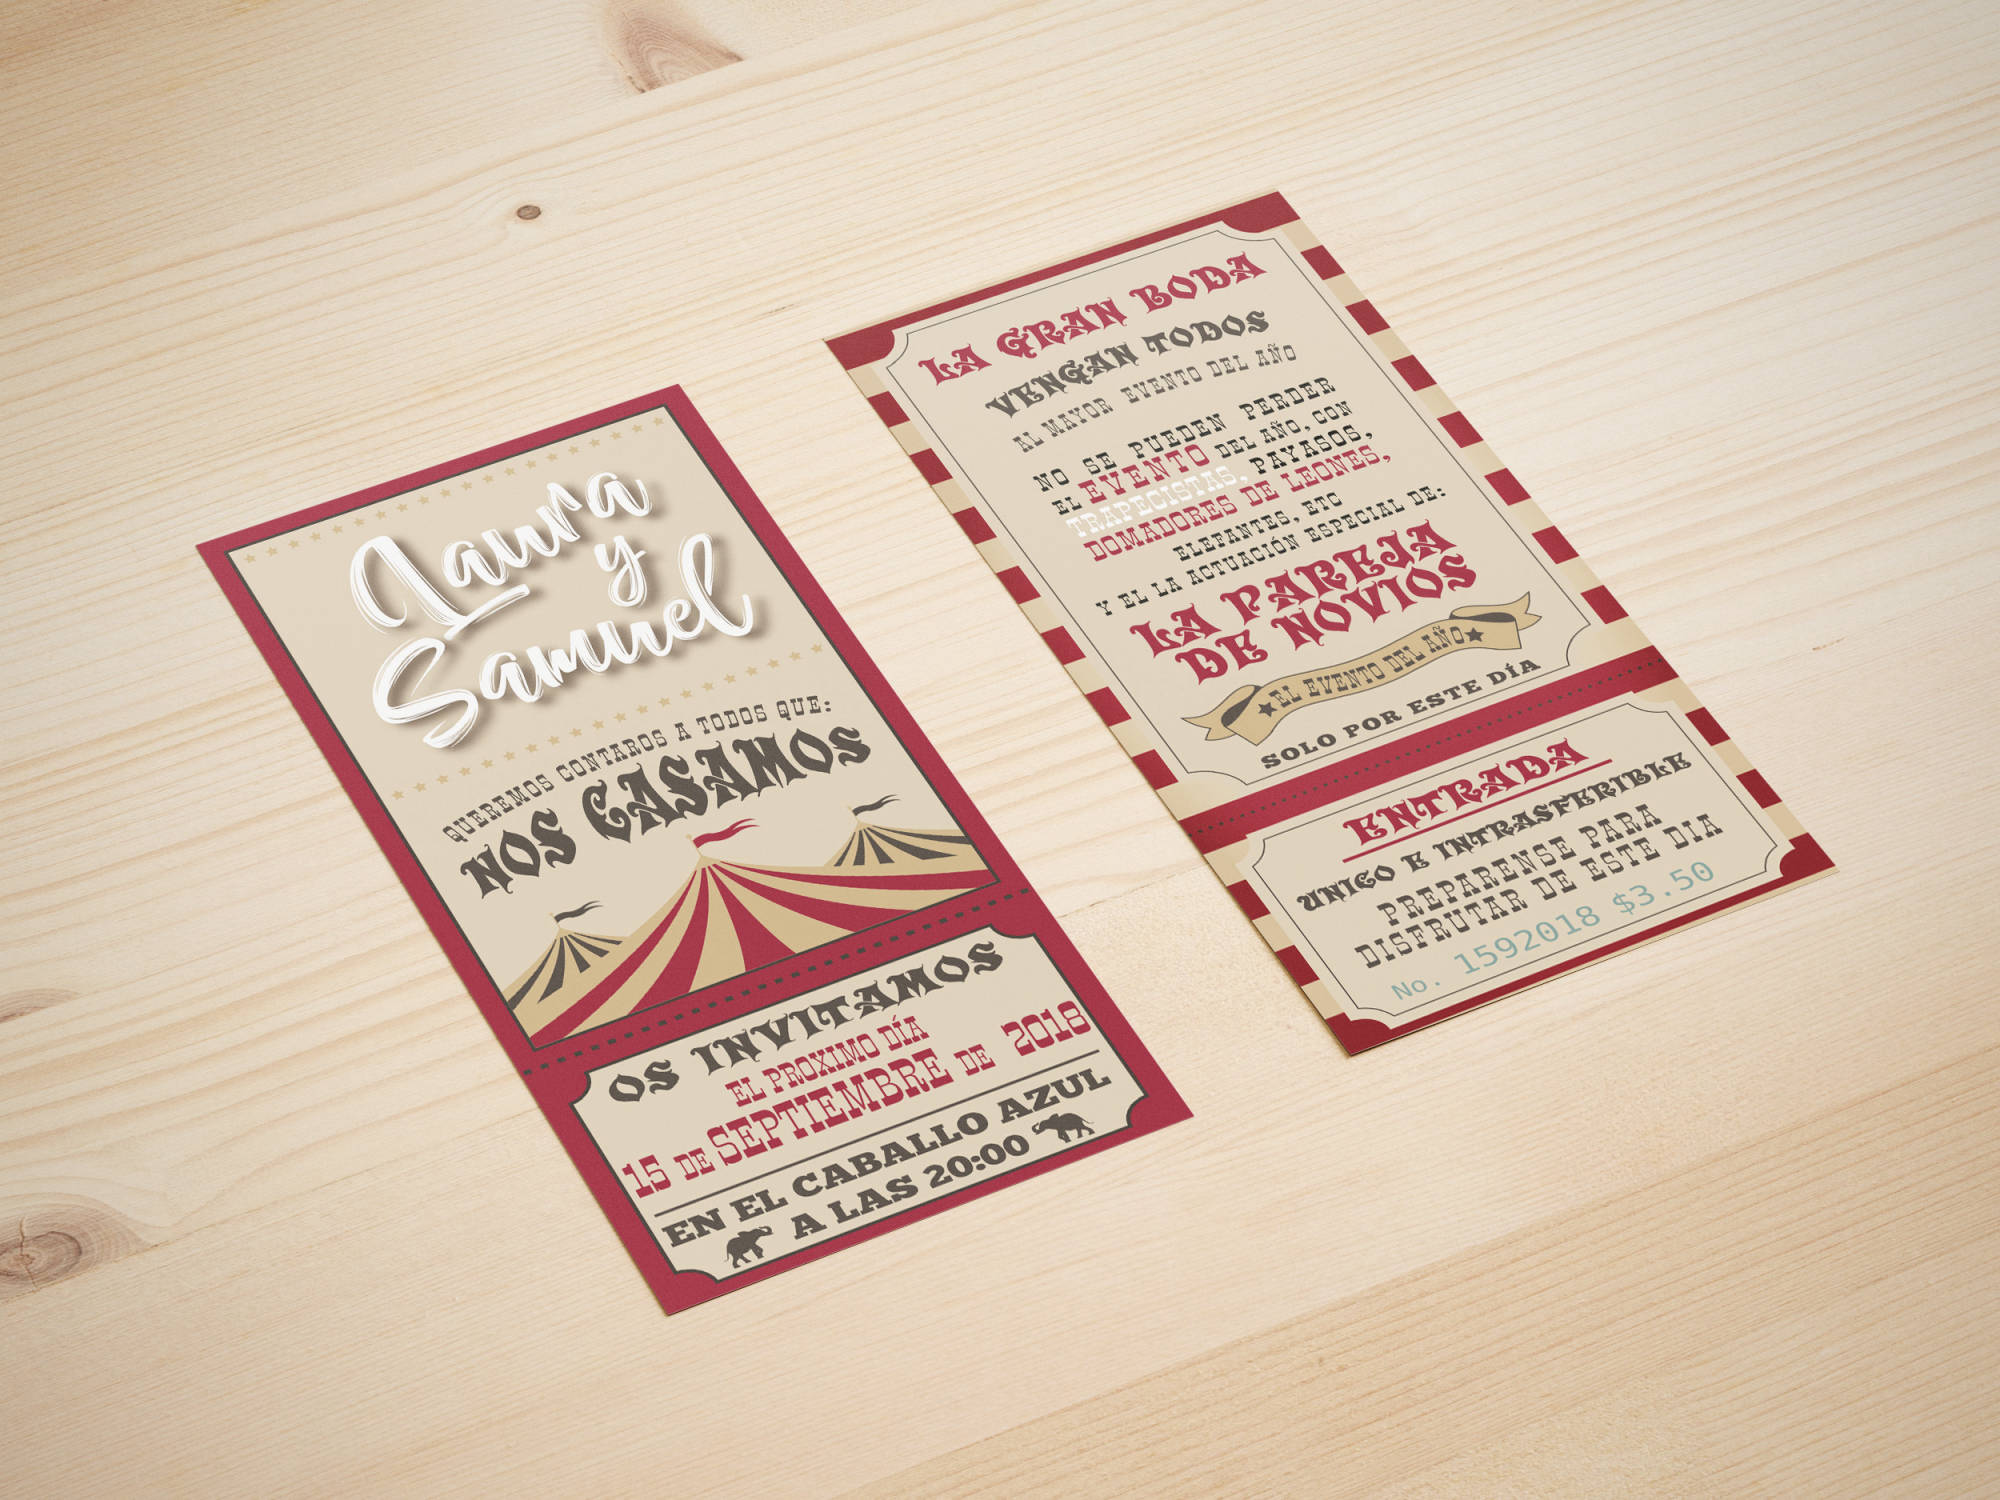 Laura
y
Samuel
QUEREMOS CONTAROS A TODOS QUE:
NOS CASAMOS
OS INVITAMOS
EL PROXIMO DÍA
15 DE SEPTIEMBRE DE 2018
EN EL CABALLO AZUL
A LAS 20:00
LA GRAN BODA
VENGAN TODOS
AL MAYOR EVENTO DEL AÑO
NO SE PUEDEN PERDER
EL EVENTO DEL AÑO, CON
TRAPECISTAS, PAYASOS,
DOMADORES DE LEONES,
ELEFANTES, ETC
Y EL LA ACTUACIÓN ESPECIAL DE:
LA PAREJA
DE NOVIOS
EL EVENTO DEL AÑO
SOLO POR ESTE DÍA
ENTRADA
UNICO E INTRASFERIBLE
PREPARENSE PARA
DISFRUTAR DE ESTE DIA
No. 1592018 $3.50